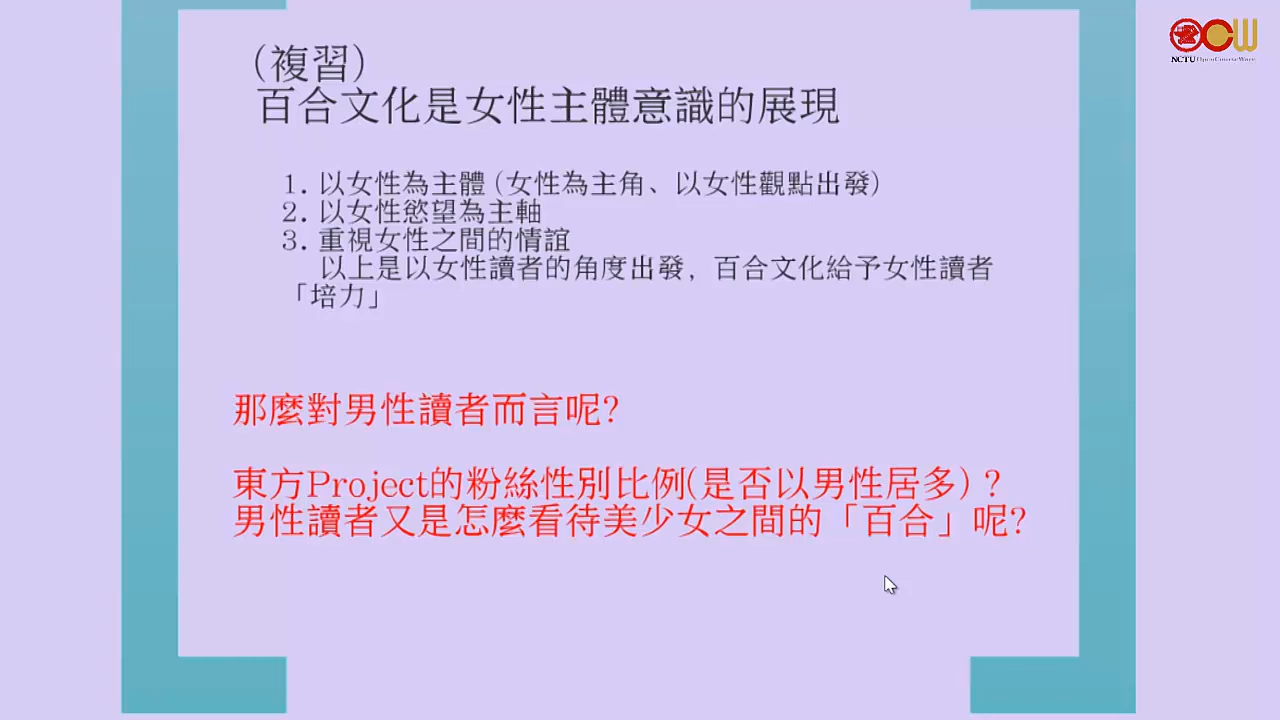 NCTU OpenCourseWare
(複習)
百合文化是女性主體意識的展現
1. 以女性為主體 (女性為主角、以女性觀點出發)
2. 以女性慾望為主軸
3. 重視女性之間的情誼
以上是以女性讀者的角度出發，百合文化給予女性讀者
「培力」
那麼對男性讀者而言呢?
東方Project的粉絲性別比例(是否以男性居多) ?
男性讀者又是怎麼看待美少女之間的「百合」呢?